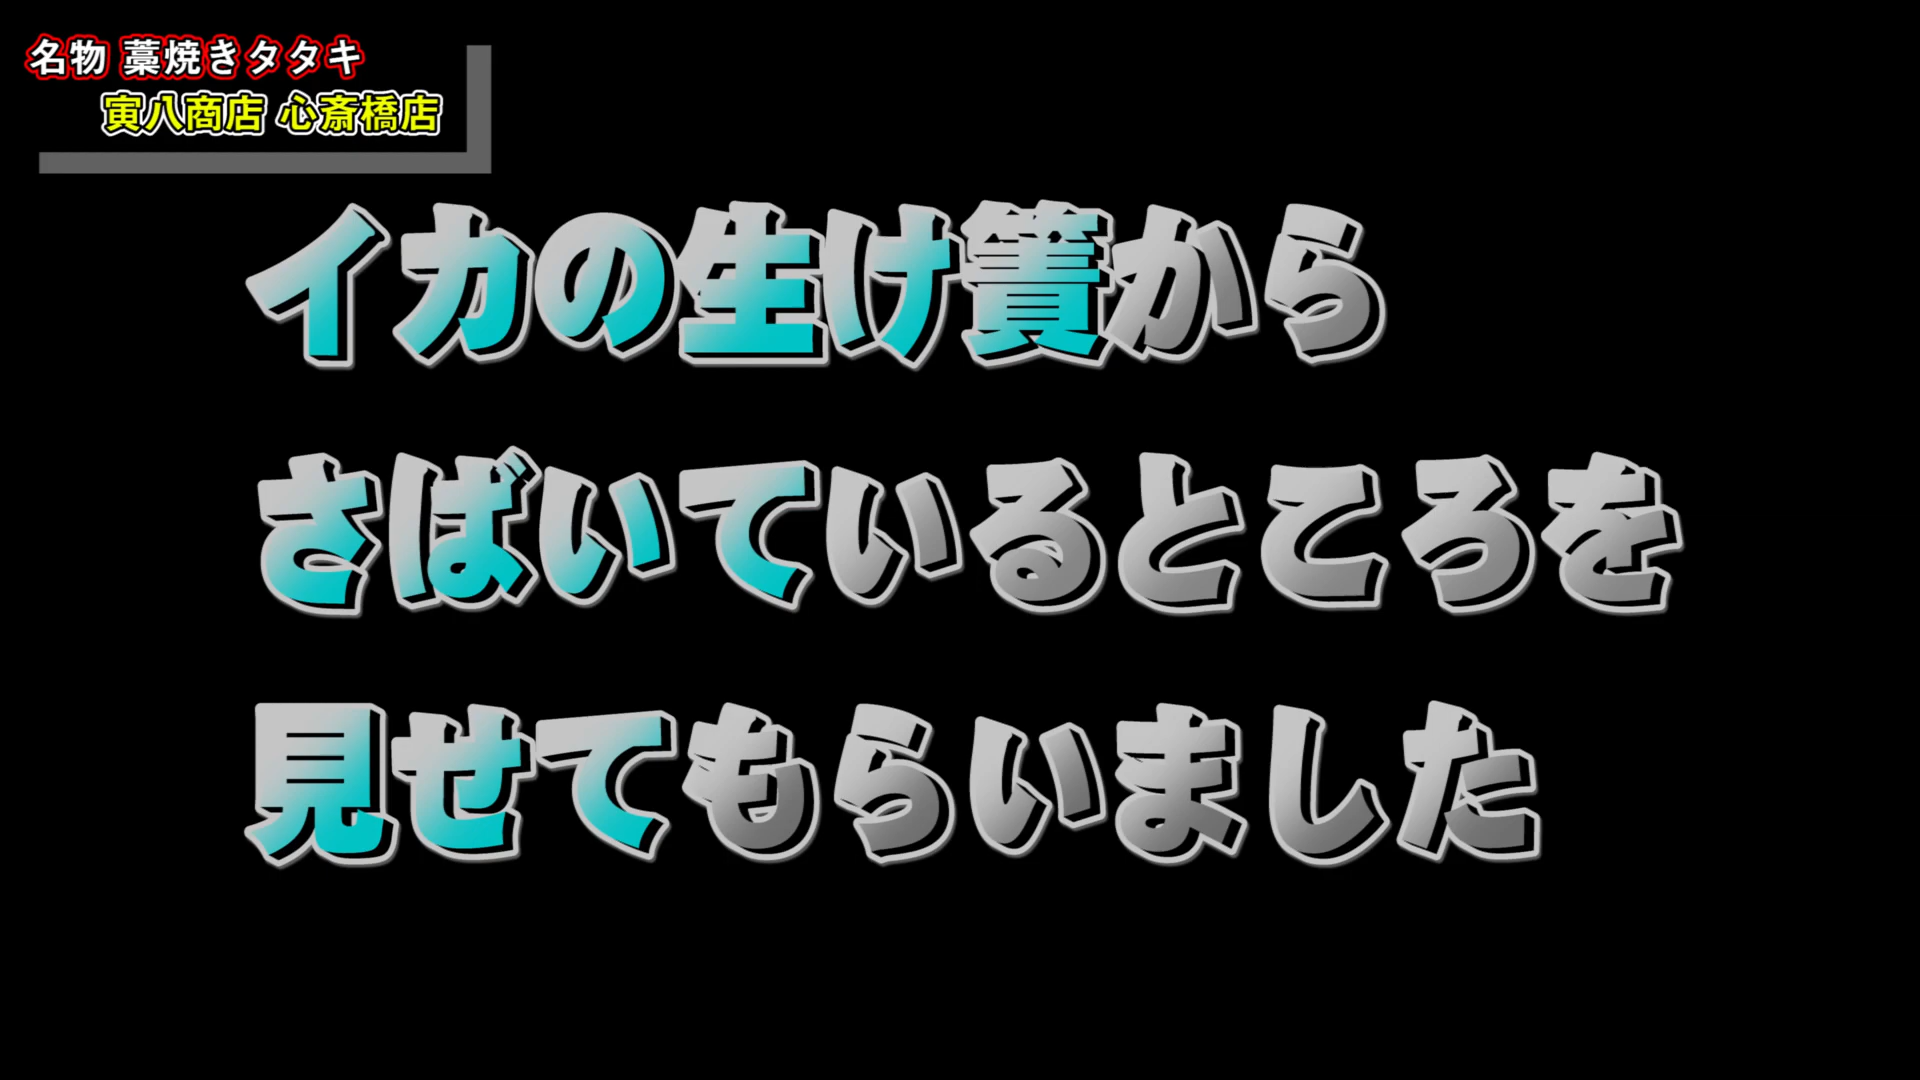 名物 藁焼きタタキ
寅八商店 心斎橋店
イカの生け簀から
さばいているところを
見せてもらいました